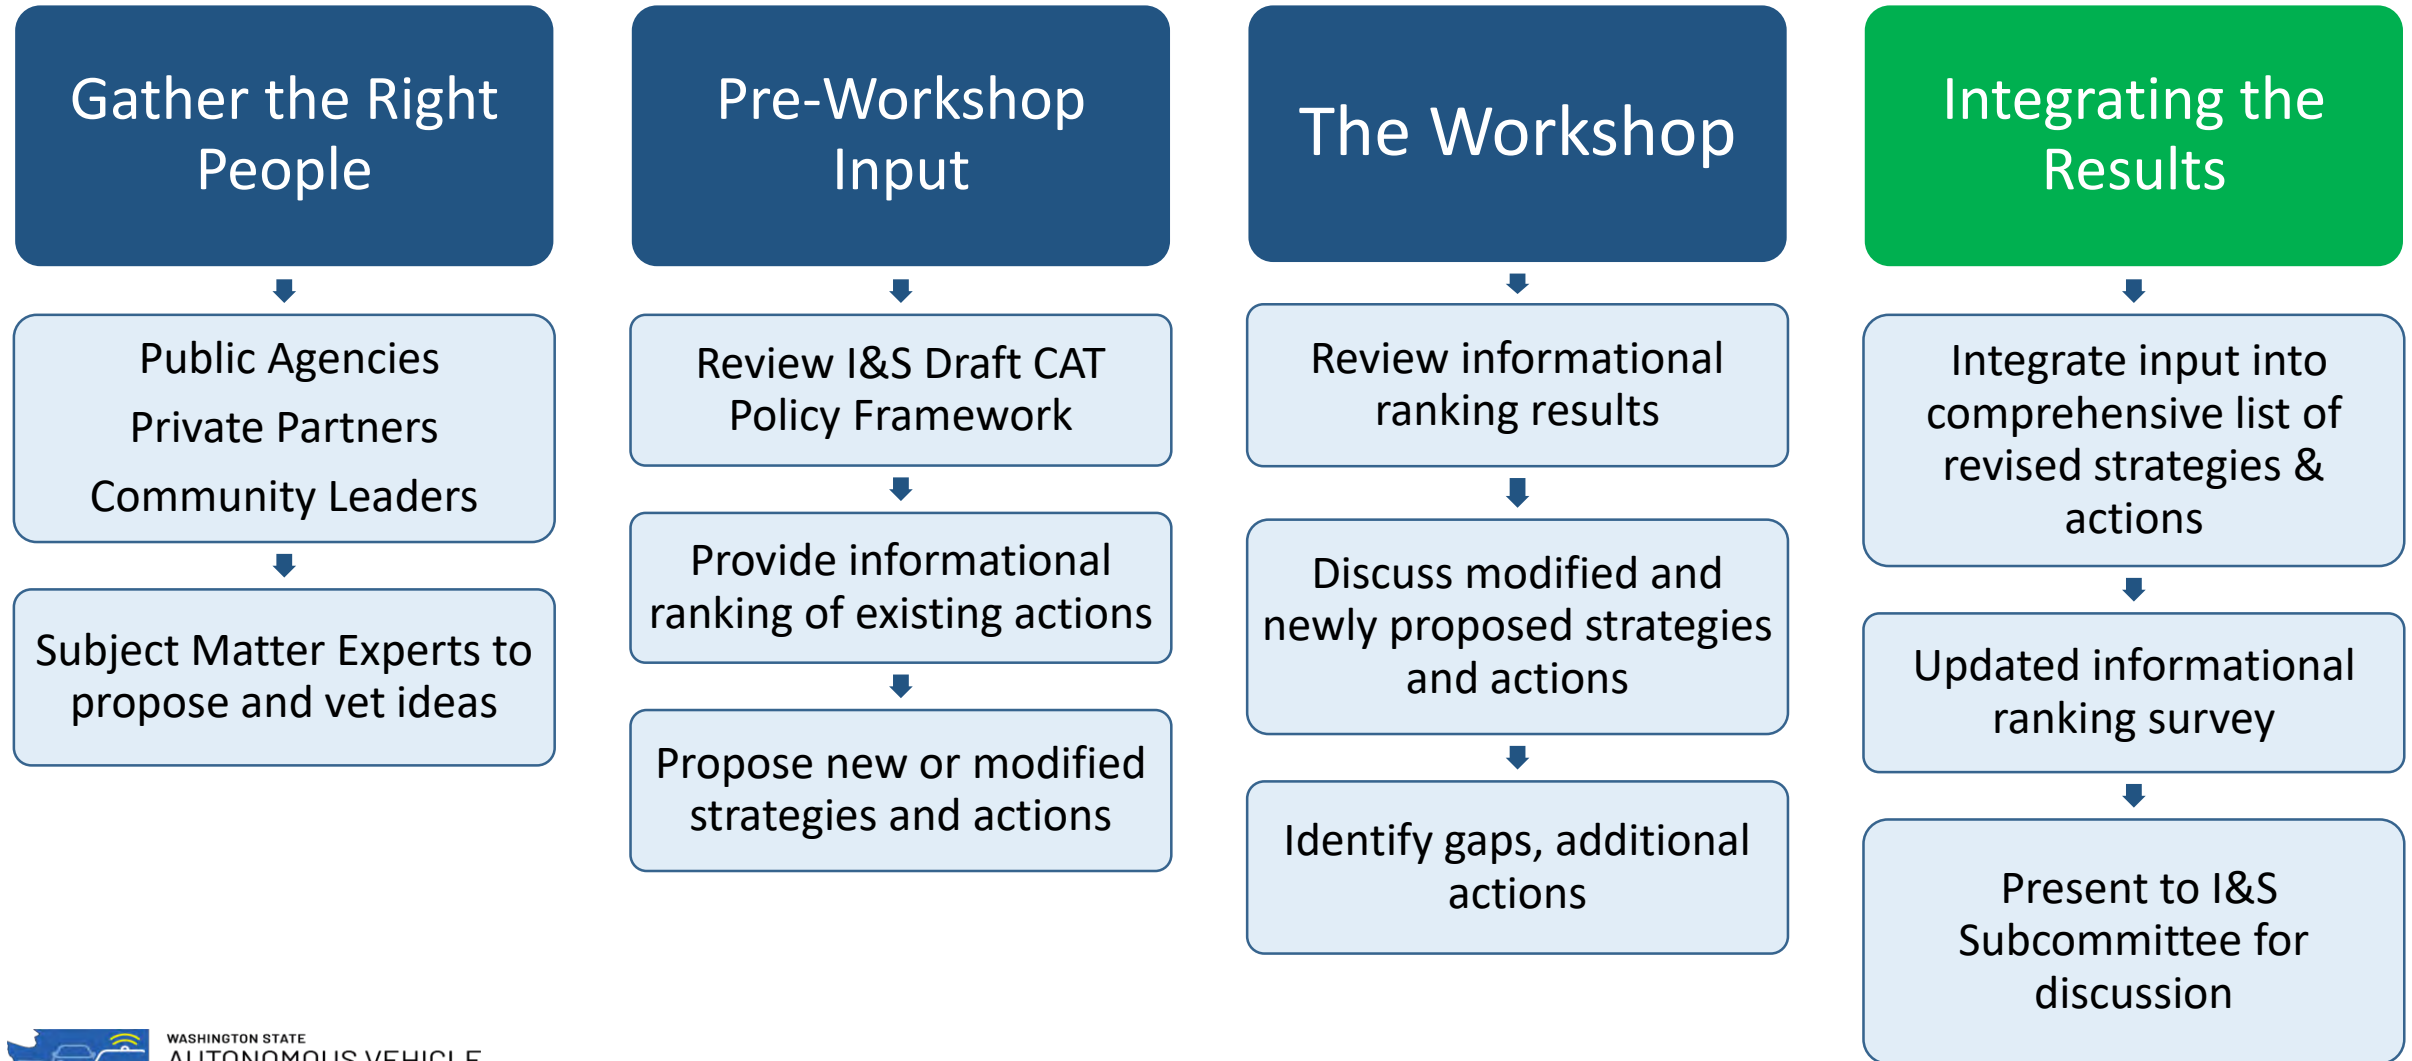 Gather the Right
People
Public Agencies
Private Partners
Community Leaders
Subject Matter Experts to
propose and vet ideas
Pre-Workshop
Input
Review I&S Draft CAT
Policy Framework
Provide informational
ranking of existing actions
Propose new or modified
strategies and actions
The Workshop
Review informational
ranking results
Discuss modified and
newly proposed strategies
and actions
Identify gaps, additional
actions
Integrating the
Results
Integrate input into
comprehensive list of
revised strategies &
actions
Updated informational
ranking survey
Present to I&S
Subcommittee for
discussion
WASHINGTON STATE
AUTONOMOUS VEHICLE